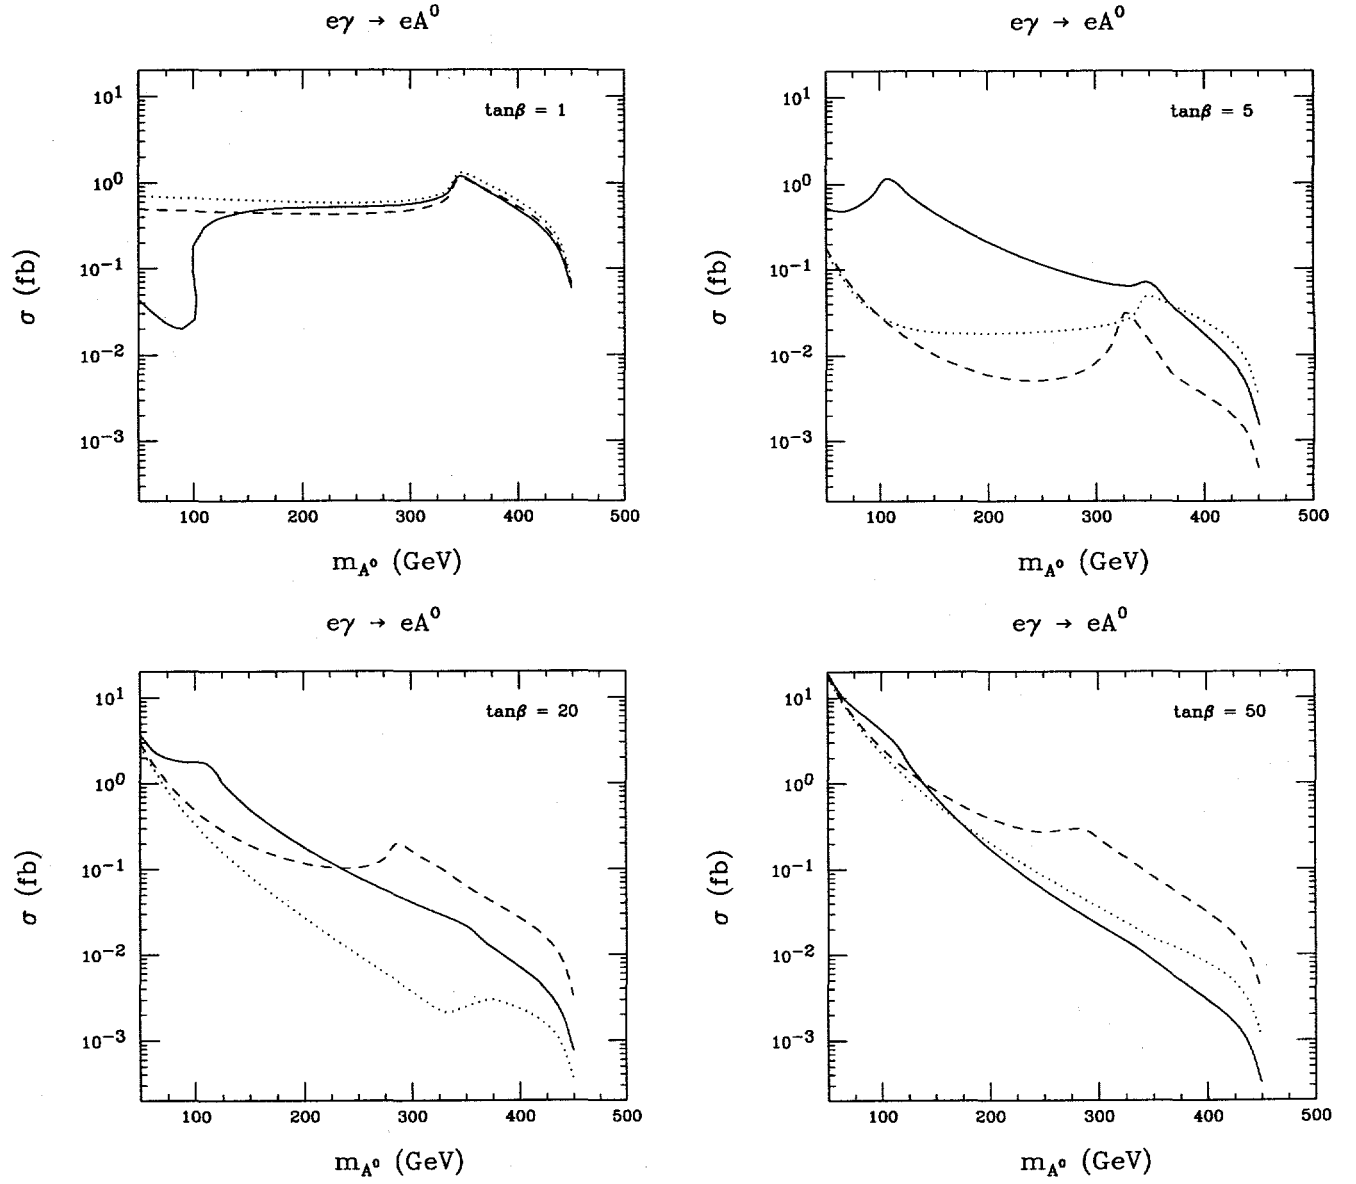 eγ → eA⁰
tanβ = 1
10¹
10⁰
10⁻¹
10⁻²
10⁻³
σ (fb)
100 200 300 400 500
m_A⁰ (GeV)
eγ → eA⁰
tanβ = 5
10¹
10⁰
10⁻¹
10⁻²
10⁻³
σ (fb)
100 200 300 400 500
m_A⁰ (GeV)
eγ → eA⁰
tanβ = 20
10¹
10⁰
10⁻¹
10⁻²
10⁻³
σ (fb)
100 200 300 400 500
m_A⁰ (GeV)
eγ → eA⁰
tanβ = 50
10¹
10⁰
10⁻¹
10⁻²
10⁻³
σ (fb)
100 200 300 400 500
m_A⁰ (GeV)